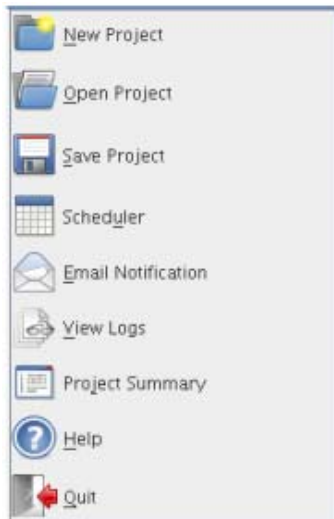 New Project
Open Project
Save Project
Scheduler
Email Notification
View Logs
Project Summary
Help
Quit